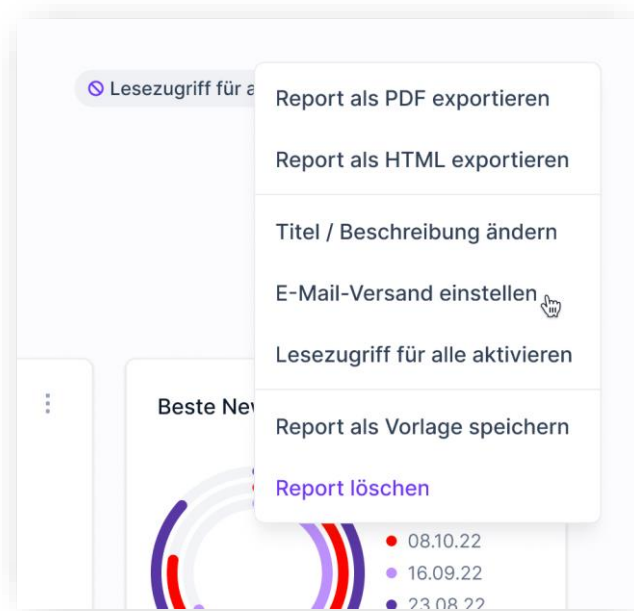 Lesezugriff für a
Report als PDF exportieren
Report als HTML exportieren
Titel / Beschreibung ändern
E-Mail-Versand einstellen
Lesezugriff für alle aktivieren
Report als Vorlage speichern
Report löschen
Beste Nev
08.10.22
16.09.22
23.08.22